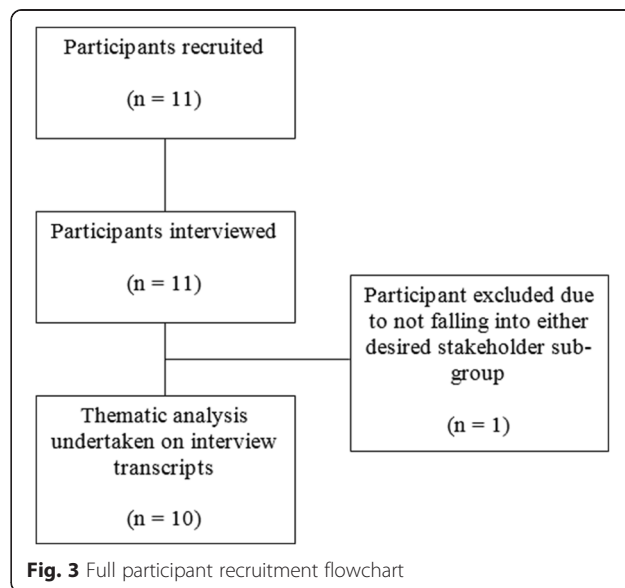 Participants recruited
(n = 11)
Participants interviewed
(n = 11)
Participant excluded due
to not falling into either
desired stakeholder sub-
group
(n = 1)
Thematic analysis
undertaken on interview
transcripts
(n = 10)
Fig. 3 Full participant recruitment flowchart